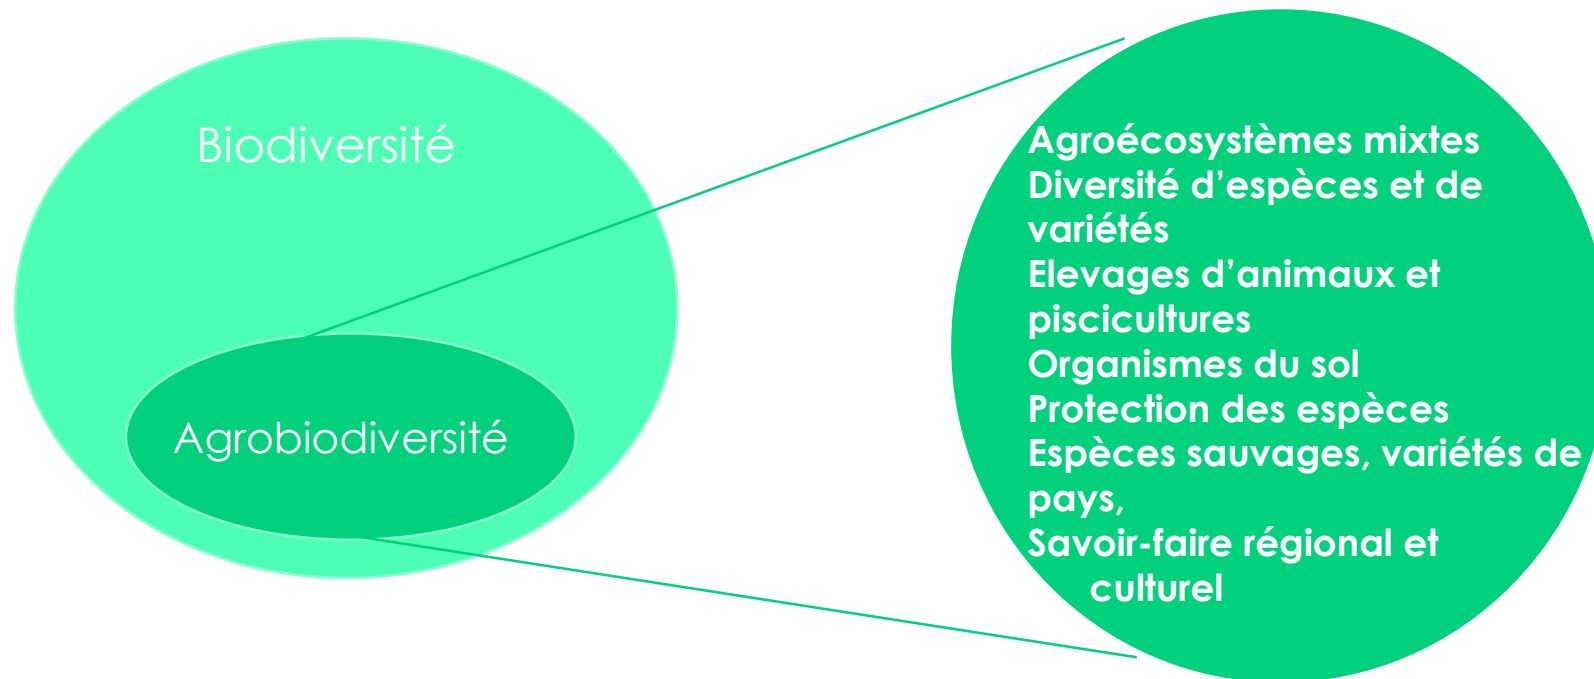 Biodiversité
Agrobiodiversité
Agroécosystèmes mixtes
Diversité d’espèces et de
variétés
Elevages d’animaux et
piscicultures
Organismes du sol
Protection des espèces
Espèces sauvages, variétés de
pays,
Savoir-faire régional et
culturel